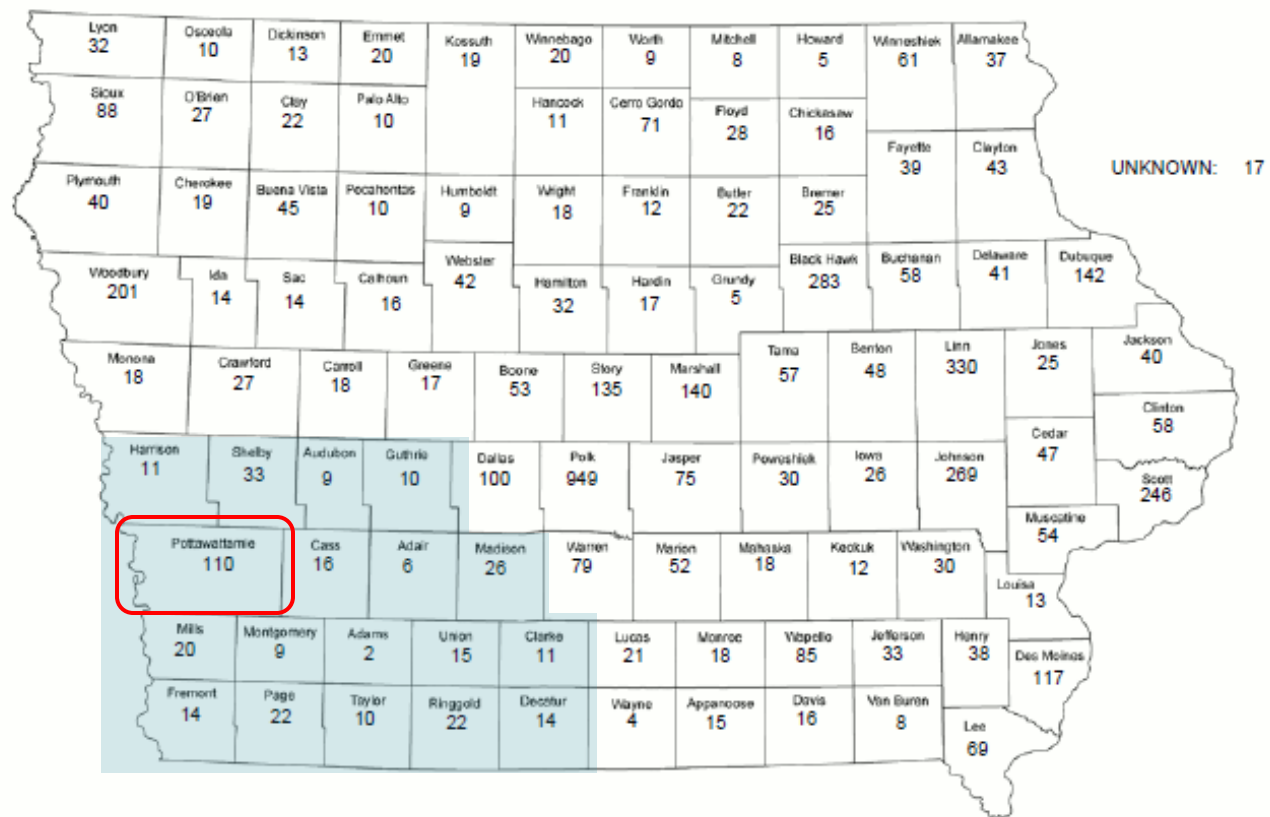 Lyon
32
Osceola
10
Dickinson
13
Emmet
20
Kossuth
19
Winnebago
20
Worth
9
Mitchell
8
Howard
5
Winneshiek
61
Allamakee
37
Sioux
88
O'Brien
27
Clay
22
Palo Alto
10
Hancock
11
Cerro Gordo
71
Floyd
28
Chickasaw
16
Fayette
39
Clayton
43
UNKNOWN: 17
Plymouth
40
Cherokee
19
Buena Vista
45
Pocahontas
10
Humboldt
9
Wright
18
Franklin
12
Butler
22
Bremer
25
Woodbury
201
Ida
14
Sac
14
Calhoun
16
Webster
42
Hamilton
32
Hardin
17
Grundy
5
Black Hawk
283
Buchanan
58
Delaware
41
Dubuque
142
Monona
18
Crawford
27
Carroll
18
Greene
17
Boone
53
Story
135
Marshall
140
Tama
57
Benton
48
Linn
330
Jones
25
Jackson
40
Clinton
58
Harrison
11
Shelby
33
Audubon
9
Guthrie
10
Dallas
100
Polk
949
Jasper
75
Poweshiek
30
Iowa
26
Johnson
269
Cedar
47
Scott
246
Muscatine
54
Pottawattamie
110
Cass
16
Adair
6
Madison
26
Warren
79
Marion
52
Mahaska
18
Keokuk
12
Washington
30
Louisa
13
Mills
20
Montgomery
9
Adams
2
Union
15
Clarke
11
Lucas
21
Monroe
18
Wapello
85
Jefferson
33
Henry
38
Des Moines
117
Fremont
14
Page
22
Taylor
10
Ringgold
22
Decatur
14
Wayne
4
Appanoose
15
Davis
16
Van Buren
8
Lee
69